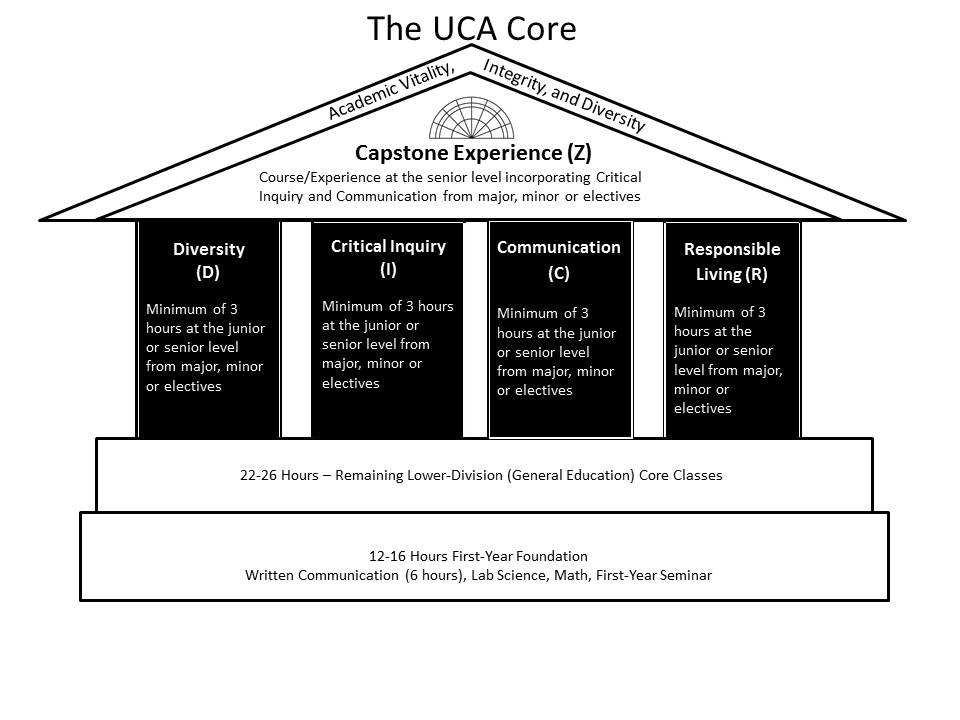 The UCA Core
Academic Vitality,
Integrity, and Diversity
Capstone Experience (Z)
Course/Experience at the senior level incorporating Critical
Inquiry and Communication from major, minor or electives
Diversity
(D)
Minimum of 3
hours at the junior
or senior level
from major, minor
or electives
Critical Inquiry
(I)
Minimum of 3 hours
at the junior or
senior level from
major, minor or
electives
Communication
(C)
Minimum of 3
hours at the junior
or senior level
from major, minor
or electives
Responsible
Living (R)
Minimum of 3
hours at the
junior or senior
level from major,
minor or
electives
22-26 Hours – Remaining Lower-Division (General Education) Core Classes
12-16 Hours First-Year Foundation
Written Communication (6 hours), Lab Science, Math, First-Year Seminar